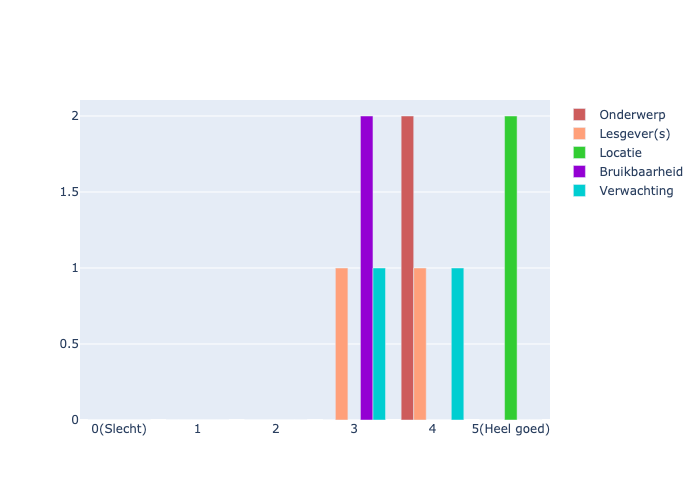 2
1.5
1
0.5
0
0(Slecht)
1
2
3
4
5(Heel goed)
Onderwerp
Lesgever(s)
Locatie
Bruikbaarheid
Verwachting